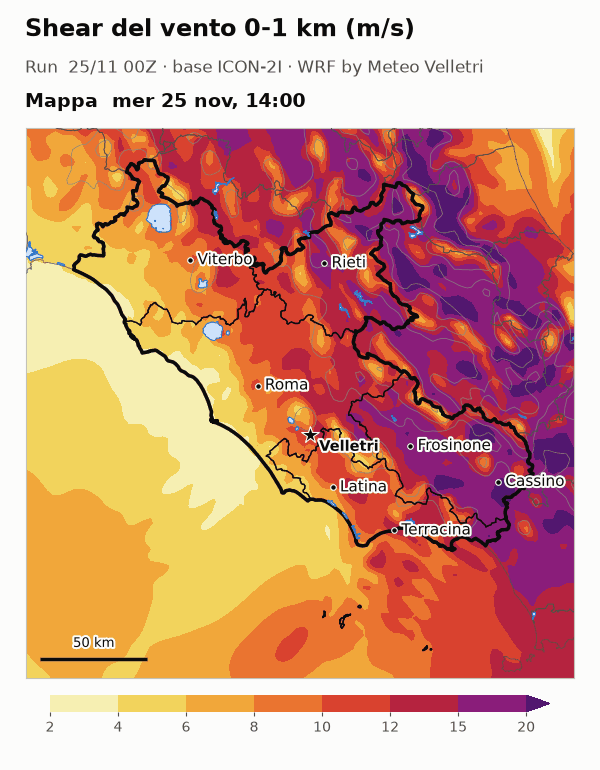 Shear del vento 0-1 km (m/s)
Run  25/11 00Z · base ICON-2I · WRF by Meteo Velletri
Mappa  mer 25 nov, 14:00
Viterbo
Rieti
Roma
Velletri
Frosinone
Cassino
Latina
Terracina
50 km
2 4 6 8 10 12 15 20